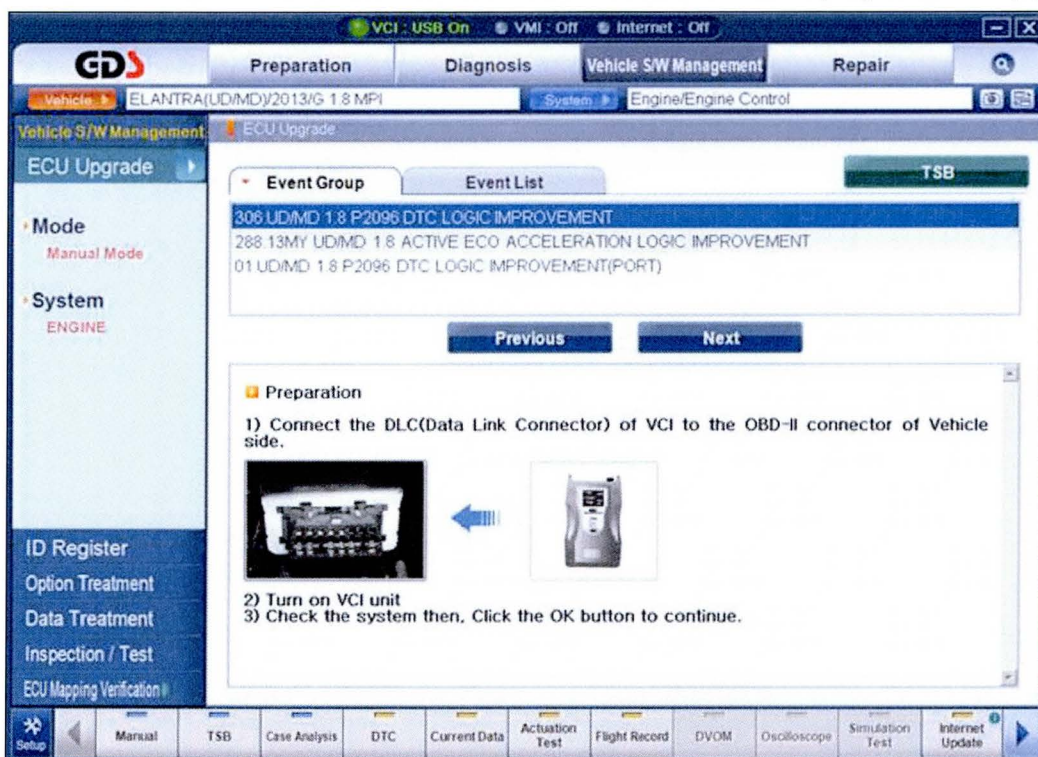 VCI : USB On VMI : Off Internet : Off
GDS Preparation Diagnosis Vehicle S/W Management Repair
Vehicle ELANTRA(UD/MD)/2013/G 1.8 MPI System Engine/Engine Control
Vehicle S/W Management
ECU Upgrade
ECU Upgrade
Event Group Event List TSB
306.UD/MD 1.8 P2096 DTC LOGIC IMPROVEMENT
288.13MY UD/MD 1.8 ACTIVE ECO ACCELERATION LOGIC IMPROVEMENT
01.UD/MD 1.8 P2096 DTC LOGIC IMPROVEMENT(PORT)
Mode
Manual Mode
System
ENGINE
Previous Next
Preparation
1) Connect the DLC(Data Link Connector) of VCI to the OBD-II connector of Vehicle
side.
2) Turn on VCI unit
3) Check the system then, Click the OK button to continue.
ID Register
Option Treatment
Data Treatment
Inspection / Test
ECU Mapping Verification
Setup Manual TSB Case Analysis DTC Current Data Actuation Test Flight Record DVOM Oscilloscope Simulation Test Internet Update